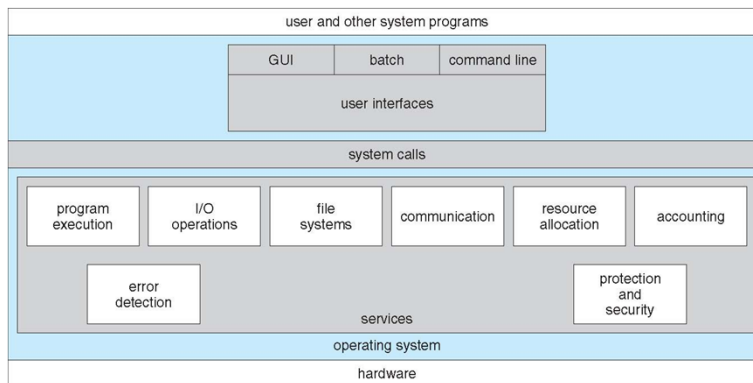 user and other system programs
GUI
batch
command line
user interfaces
system calls
program
execution
I/O
operations
file
systems
communication
resource
allocation
accounting
error
detection
protection
and
security
services
operating system
hardware